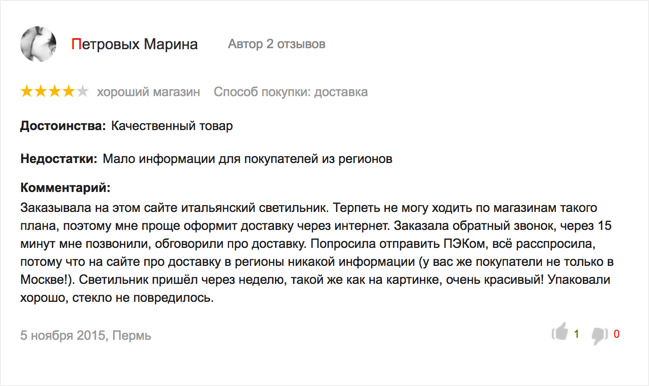 Петровых Марина Автор 2 отзывов
хороший магазин Способ покупки: доставка
Достоинства: Качественный товар
Недостатки: Мало информации для покупателей из регионов
Комментарий:
Заказывала на этом сайте итальянский светильник. Терпеть не могу ходить по магазинам такого
плана, поэтому мне проще оформит доставку через интернет. Заказала обратный звонок, через 15
минут мне позвонили, обговорили про доставку. Попросила отправить ПЭКом, всё расспросила,
потому что на сайте про доставку в регионы никакой информации (у вас же покупатели не только в
Москве!). Светильник пришёл через неделю, такой же как на картинке, очень красивый! Упаковали
хорошо, стекло не повредилось.
5 ноября 2015, Пермь 1 0